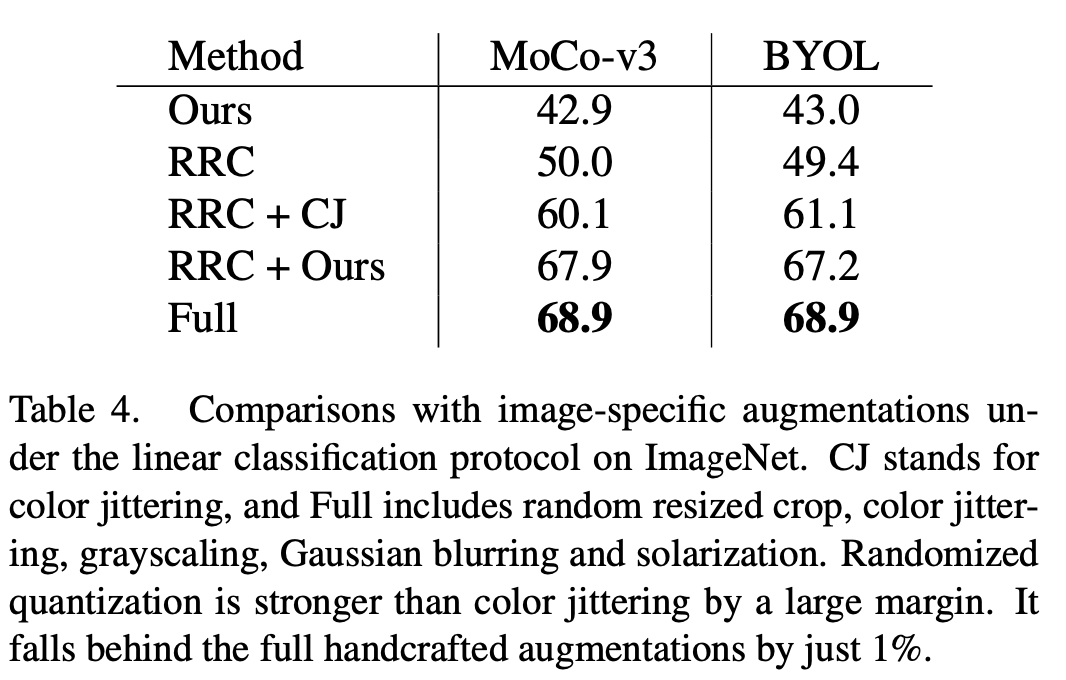 Method MoCo-v3 BYOL
Ours 42.9 43.0
RRC 50.0 49.4
RRC + CJ 60.1 61.1
RRC + Ours 67.9 67.2
Full 68.9 68.9
Table 4. Comparisons with image-specific augmentations un-
der the linear classification protocol on ImageNet. CJ stands for
color jittering, and Full includes random resized crop, color jitter-
ing, grayscaling, Gaussian blurring and solarization. Randomized
quantization is stronger than color jittering by a large margin. It
falls behind the full handcrafted augmentations by just 1%.